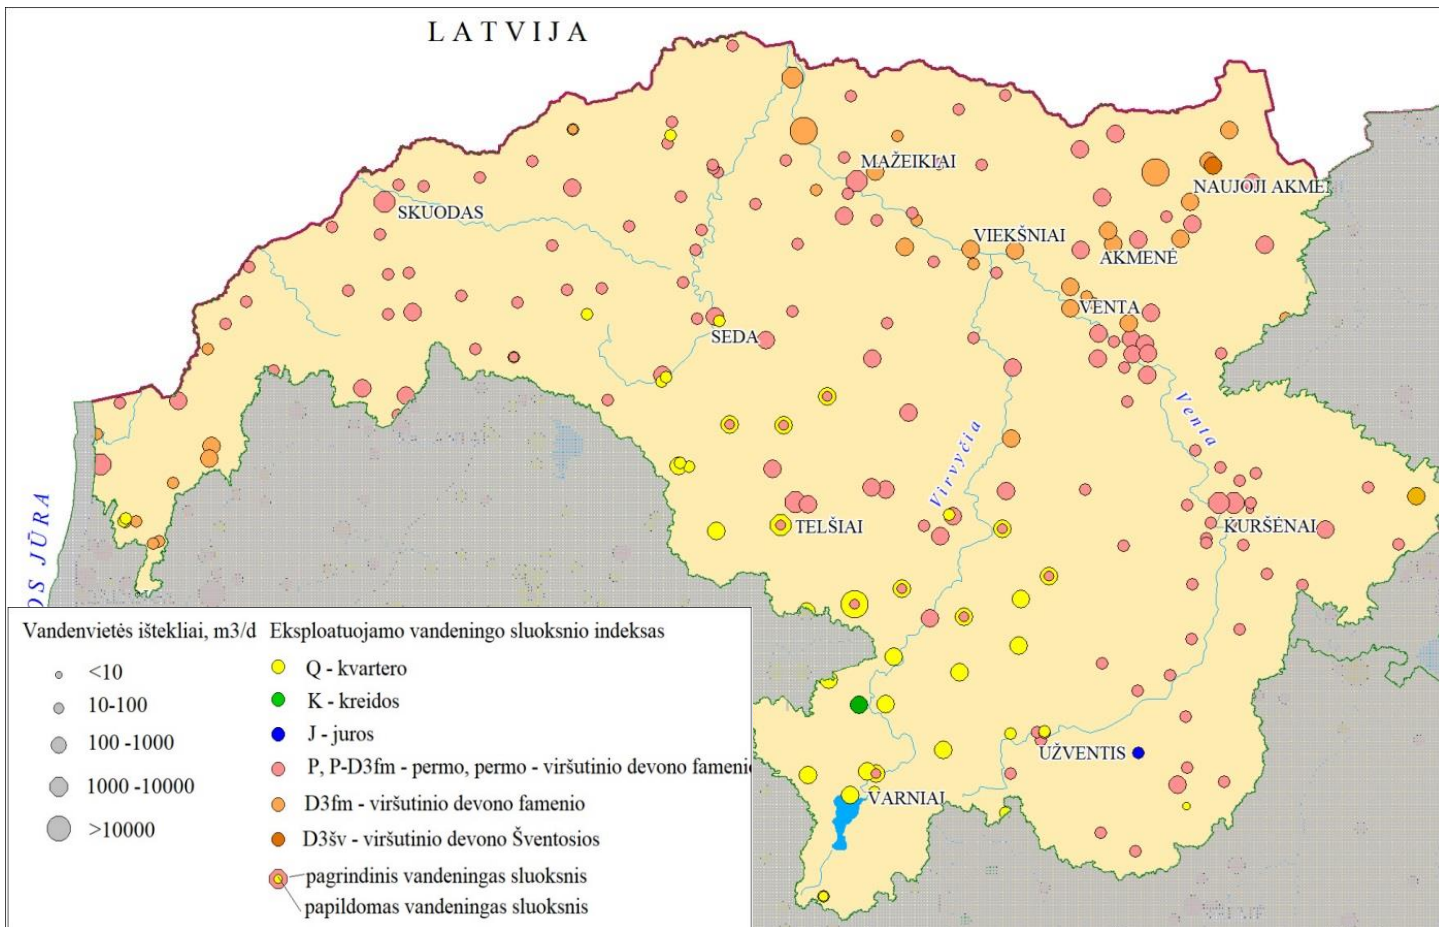 LATVIJA
MAŽEIKIAI
NAUJOJI AKME
SKUODAS
VIEKŠNIAI
AKMENĖ
VENTA
SEDA
Venta
Virvyčia
TELŠIAI
KURŠĖNAI
OS JŪRA
UŽVENTIS
VARNIAI
Vandenvietės ištekliai, m3/d
<10
10-100
100 -1000
1000 -10000
>10000
Eksploatuojamo vandeningo sluoksnio indeksas
Q - kvartero
K - kreidos
J - juros
P, P-D3fm - permo, permo - viršutinio devono famenio
D3fm - viršutinio devono famenio
D3šv - viršutinio devono Šventosios
pagrindinis vandeningas sluoksnis
papildomas vandeningas sluoksnis